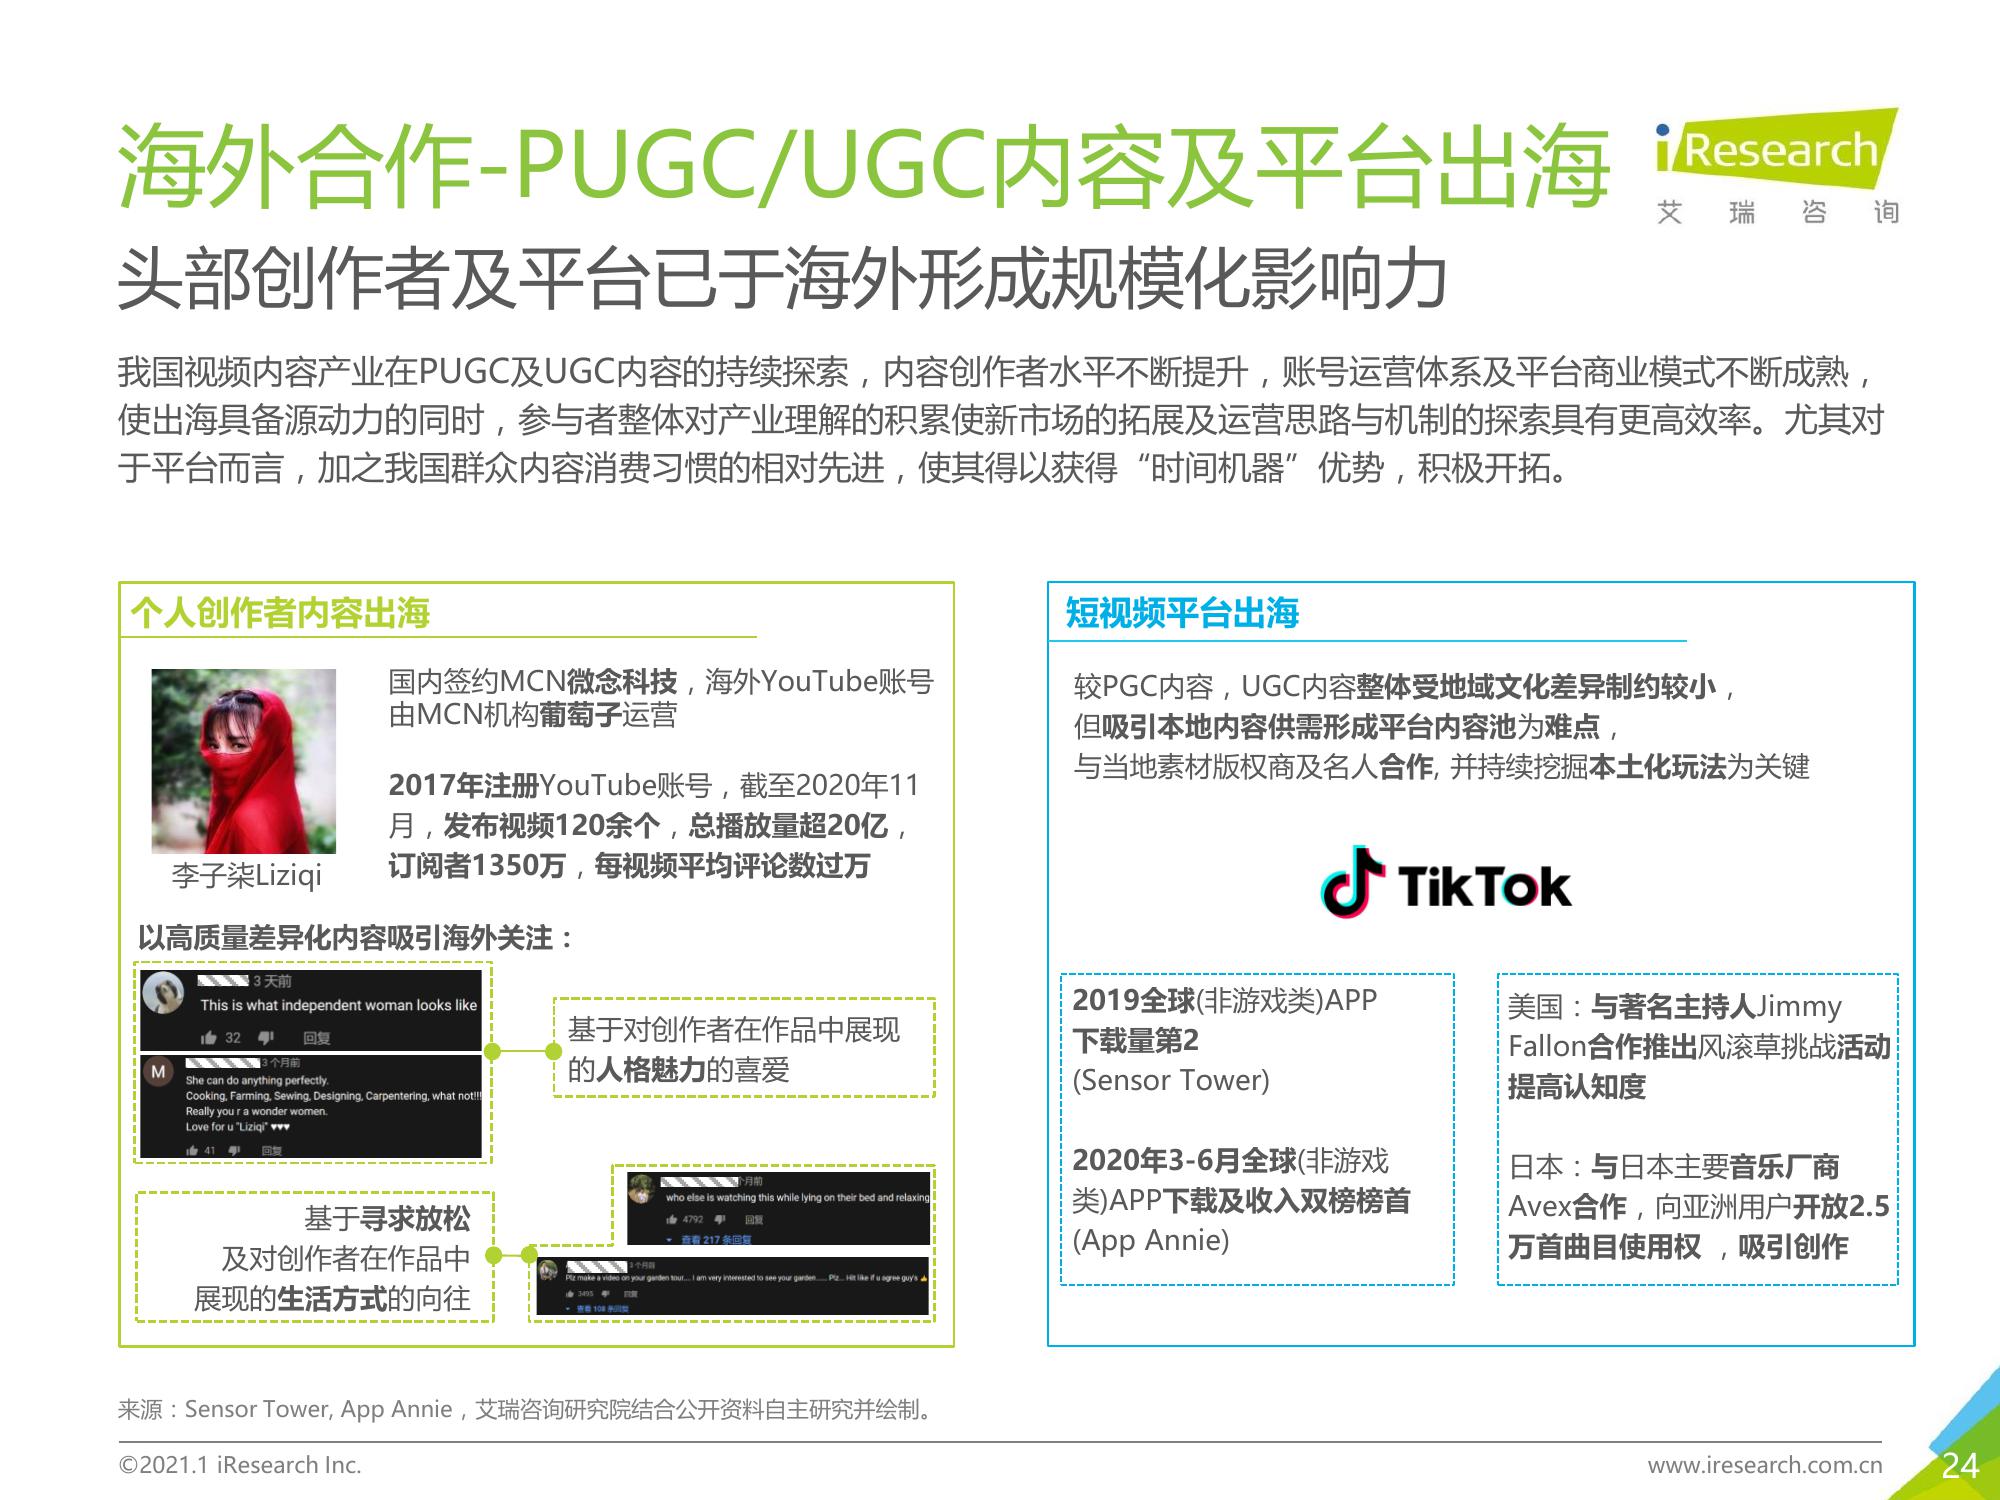 海外合作-PUGC/UGC内容及平台出海
iResearch
艾瑞咨询
头部创作者及平台已于海外形成规模化影响力
我国视频内容产业在PUGC及UGC内容的持续探索，内容创作者水平不断提升，账号运营体系及平台商业模式不断成熟，
使出海具备源动力的同时，参与者整体对产业理解的积累使新市场的拓展及运营思路与机制的探索具有更高效率。尤其对
于平台而言，加之我国群众内容消费习惯的相对先进，使其得以获得“时间机器”优势，积极开拓。
个人创作者内容出海
国内签约MCN微念科技，海外YouTube账号
由MCN机构葡萄子运营
2017年注册YouTube账号，截至2020年11
月，发布视频120余个，总播放量超20亿，
订阅者1350万，每视频平均评论数过万
李子柒Liziqi
以高质量差异化内容吸引海外关注：
3 天前
This is what independent woman looks like
32 回复
M
3 个月前
She can do anything perfectly.
Cooking, Farming, Sewing, Designing, Carpentering, what not!!!
Really you r a wonder women.
Love for u "Liziqi" ♥♥♥
41 回复
基于对创作者在作品中展现
的人格魅力的喜爱
基于寻求放松
及对创作者在作品中
展现的生活方式的向往
个月前
who else is watching this while lying on their bed and relaxing
4792 回复
查看 217 条回复
3 个月前
Plz make a video on your garden tour.... I am very interested to see your garden...... Plz... Hit like if u agree guy's 👍
3495 回复
查看 108 条回复
短视频平台出海
较PGC内容，UGC内容整体受地域文化差异制约较小，
但吸引本地内容供需形成平台内容池为难点，
与当地素材版权商及名人合作, 并持续挖掘本土化玩法为关键
TikTok
2019全球(非游戏类)APP
下载量第2
(Sensor Tower)
2020年3-6月全球(非游戏
类)APP下载及收入双榜榜首
(App Annie)
美国：与著名主持人Jimmy
Fallon合作推出风滚草挑战活动
提高认知度
日本：与日本主要音乐厂商
Avex合作，向亚洲用户开放2.5
万首曲目使用权 ，吸引创作
来源：Sensor Tower, App Annie，艾瑞咨询研究院结合公开资料自主研究并绘制。
©2021.1 iResearch Inc.
www.iresearch.com.cn
24